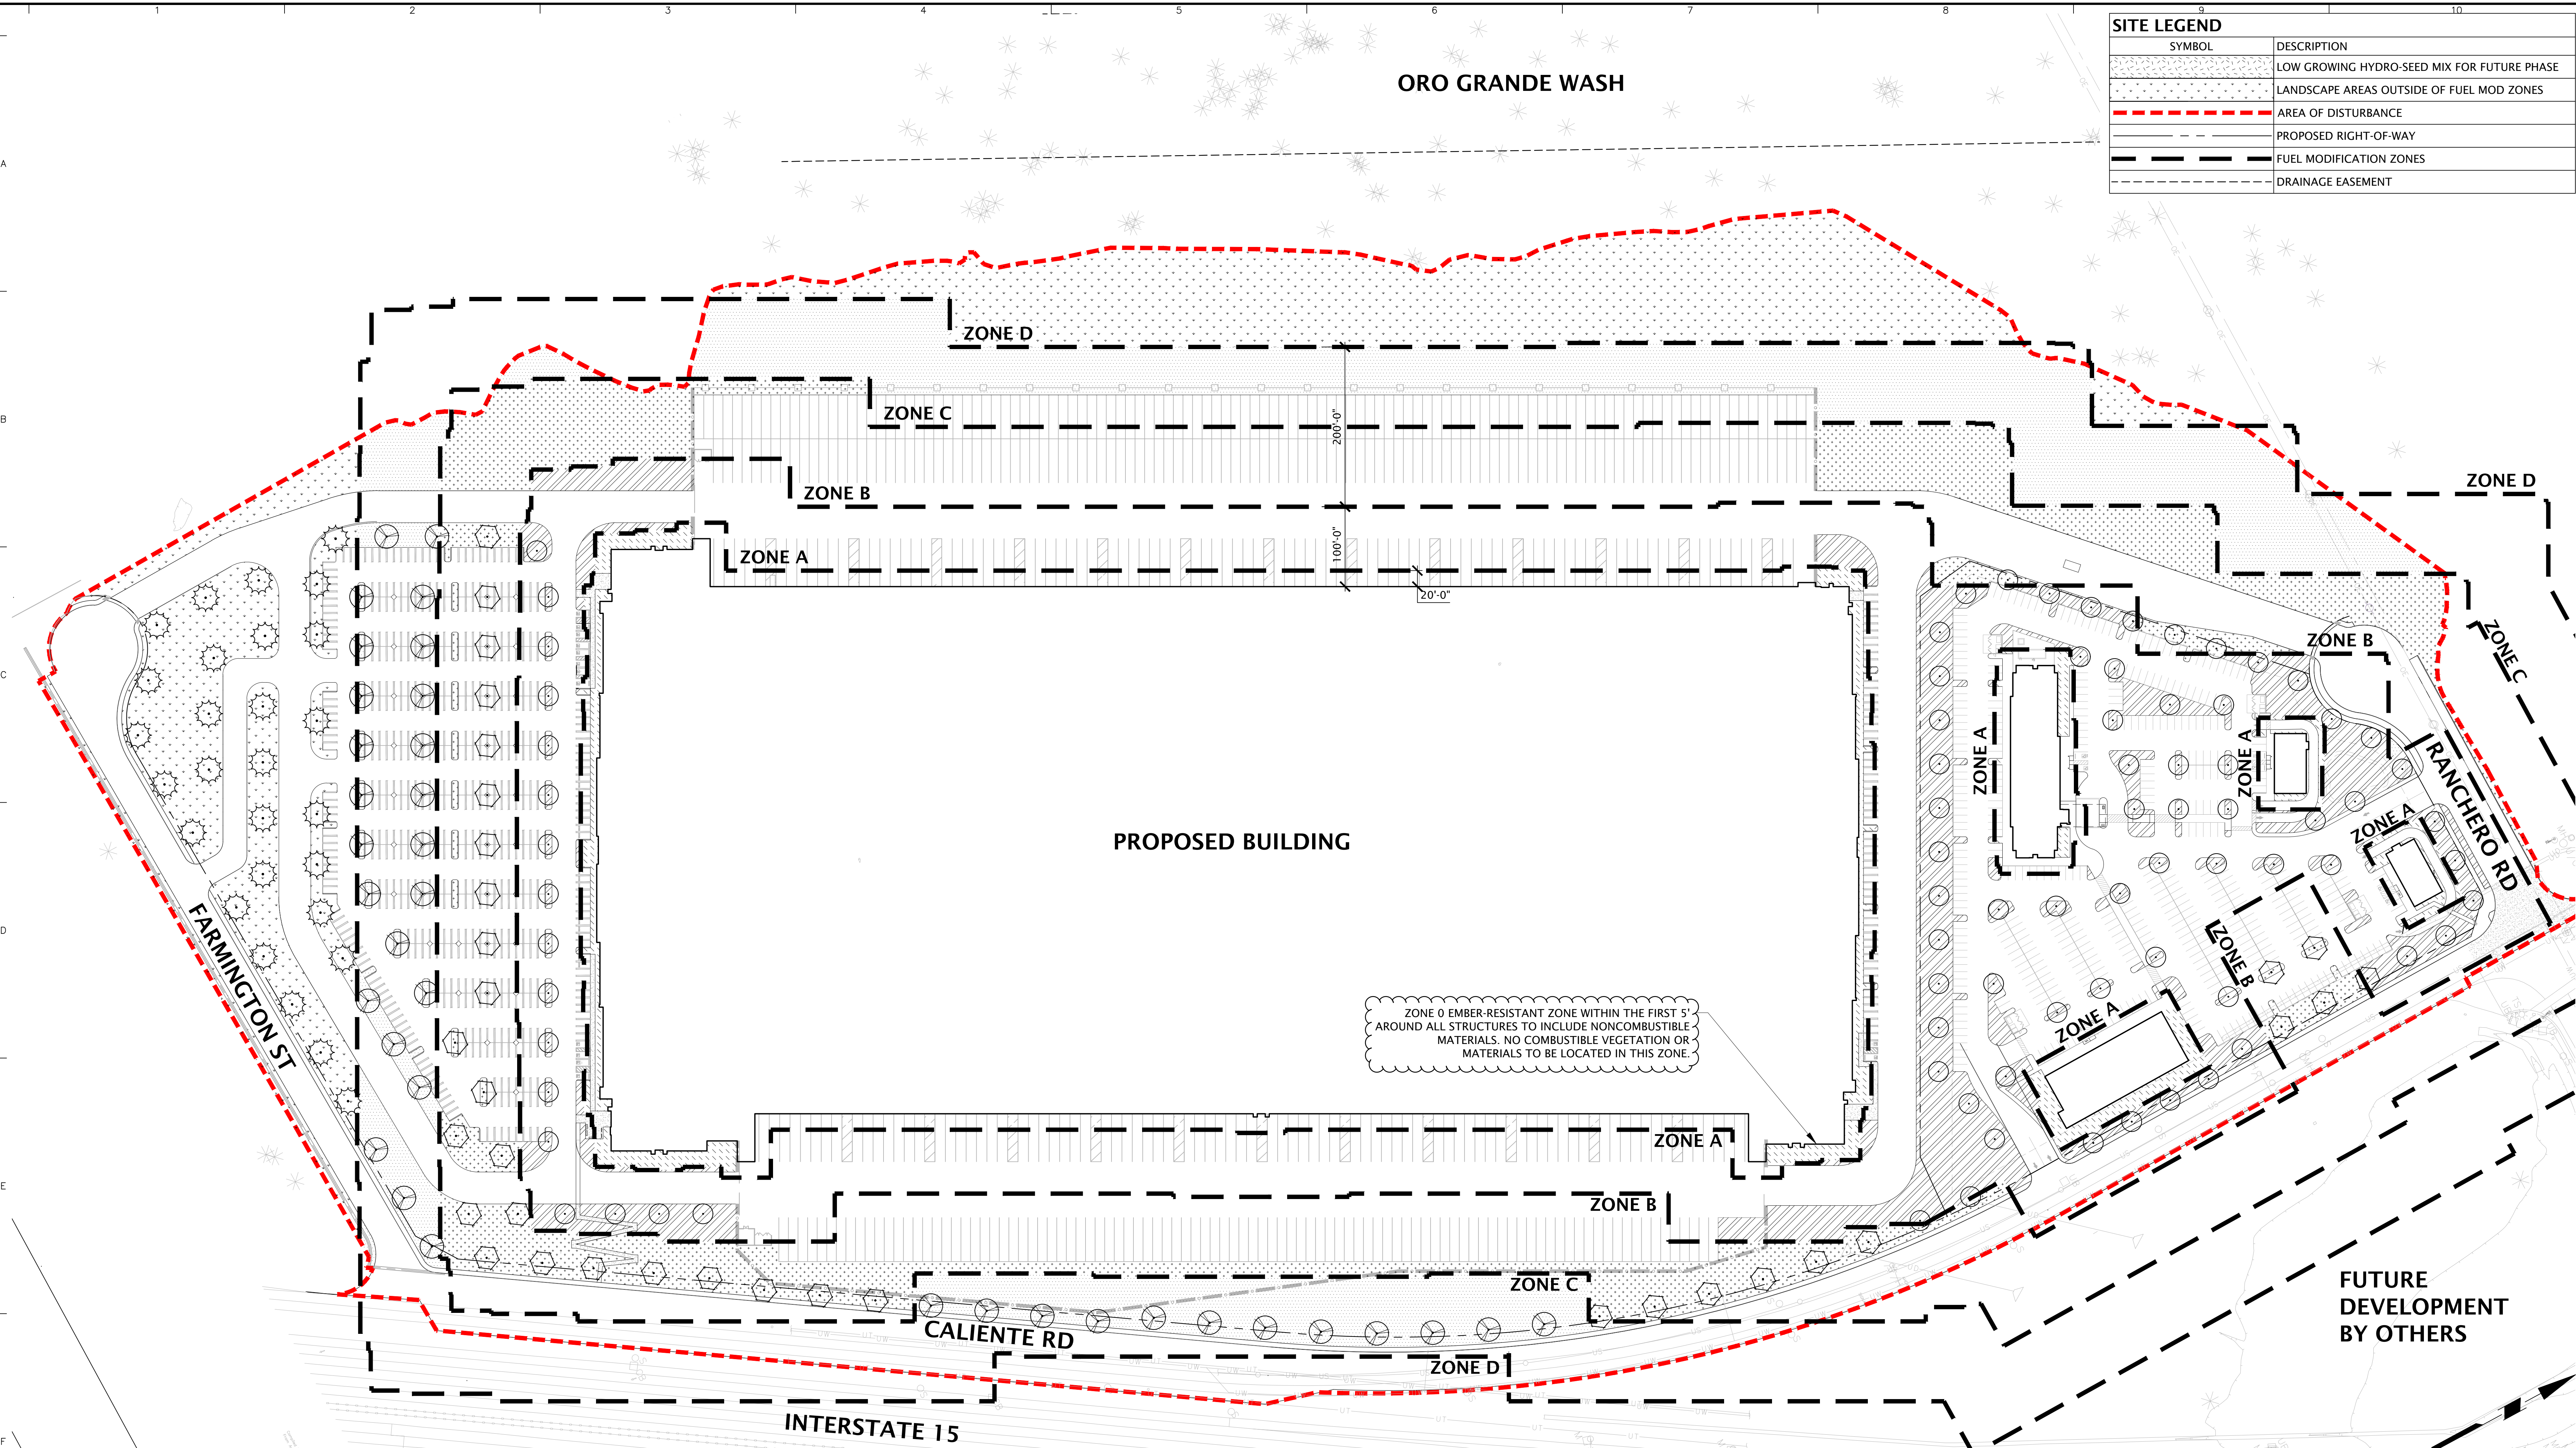 1 2 3 4 5 6 7 8 9 10
SITE LEGEND
SYMBOL DESCRIPTION
LOW GROWING HYDRO-SEED MIX FOR FUTURE PHASE
LANDSCAPE AREAS OUTSIDE OF FUEL MOD ZONES
AREA OF DISTURBANCE
PROPOSED RIGHT-OF-WAY
FUEL MODIFICATION ZONES
DRAINAGE EASEMENT
ORO GRANDE WASH
A
ZONE D
B
ZONE C
200'-0"
ZONE D
ZONE B
100'-0"
ZONE A
20'-0"
ZONE B
ZONE C
C
ZONE A
ZONE A
RANCHERO RD
ZONE A
PROPOSED BUILDING
D
FARMINGTON ST
ZONE B
ZONE A
ZONE 0 EMBER-RESISTANT ZONE WITHIN THE FIRST 5'
AROUND ALL STRUCTURES TO INCLUDE NONCOMBUSTIBLE
MATERIALS. NO COMBUSTIBLE VEGETATION OR
MATERIALS TO BE LOCATED IN THIS ZONE.
ZONE A
E
ZONE B
ZONE C
FUTURE
DEVELOPMENT
BY OTHERS
CALIENTE RD
ZONE D
INTERSTATE 15
F